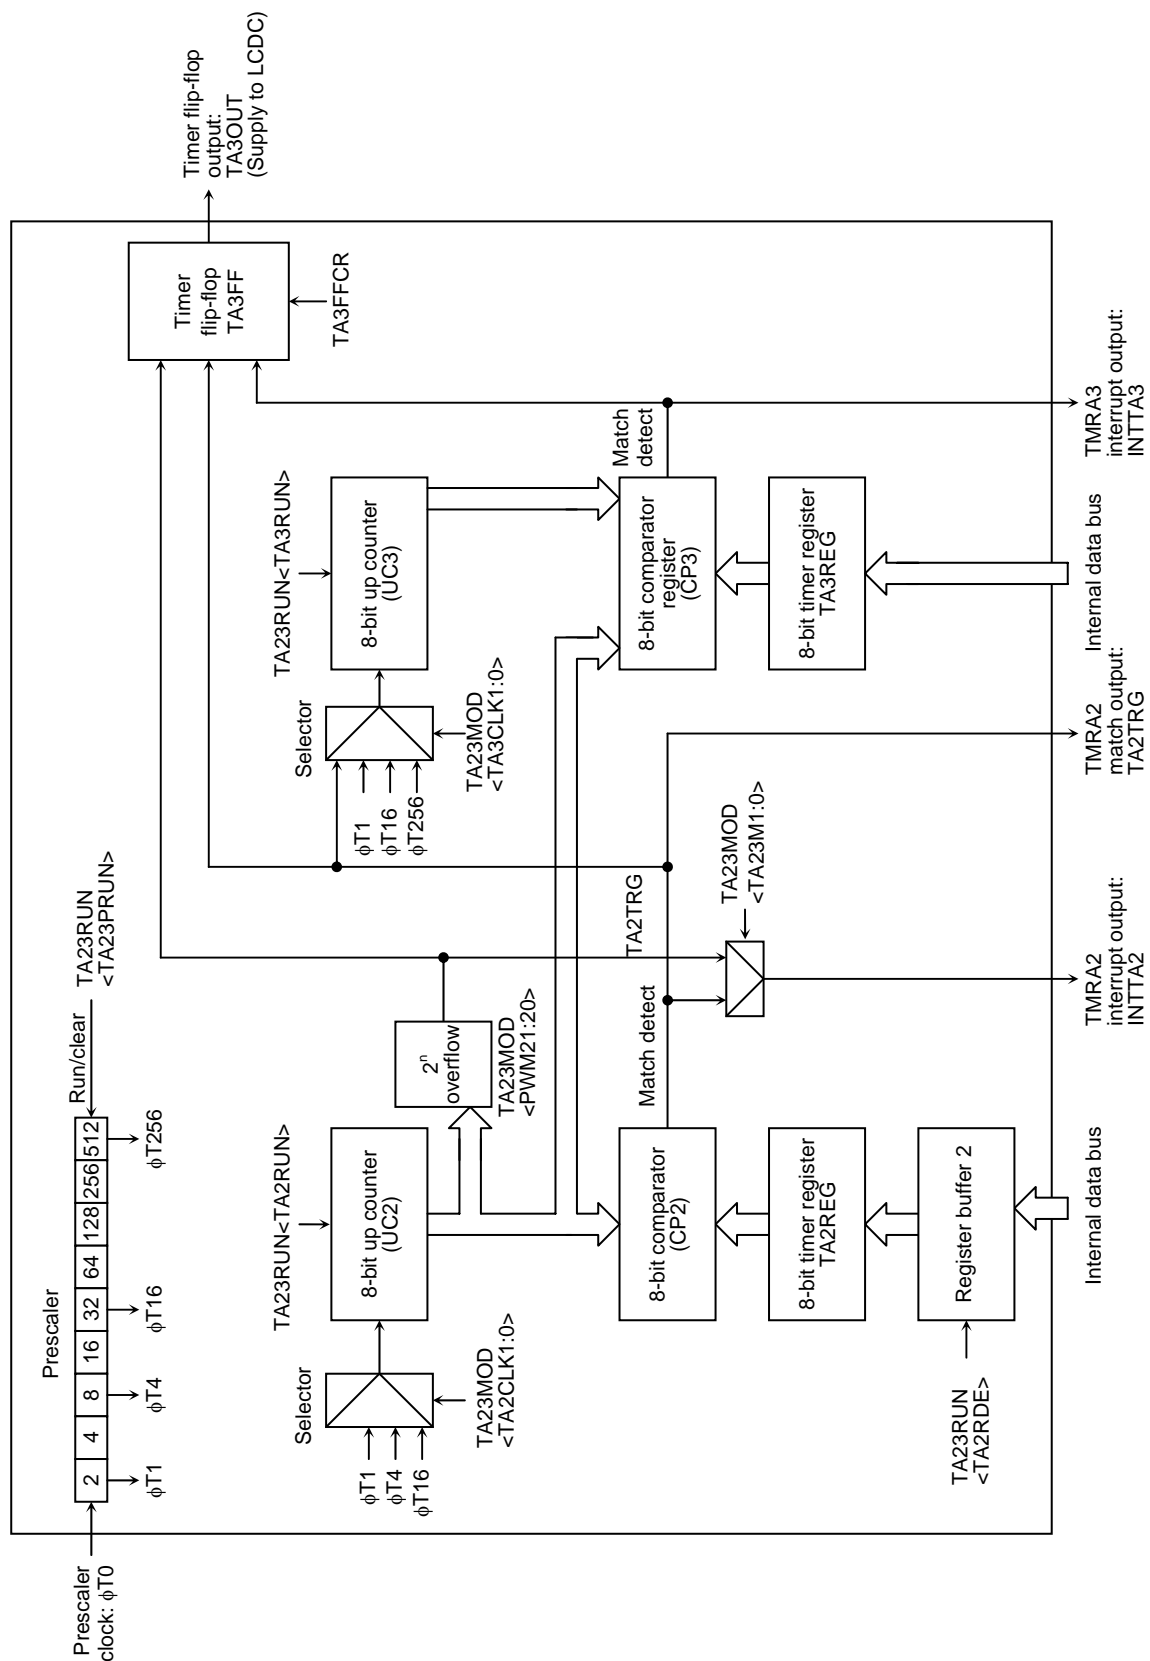 Prescaler
clock: ϕT0
Prescaler
2 4 8 16 32 64 128 256 512
Run/clear
TA23RUN
<TA23PRUN>
ϕT1
ϕT4
ϕT16
ϕT256
Selector
ϕT1
ϕT4
ϕT16
TA23MOD
<TA2CLK1:0>
TA23RUN<TA2RUN>
8-bit up counter
(UC2)
2ⁿ
overflow
TA23MOD
<PWM21:20>
Selector
ϕT1
ϕT16
ϕT256
TA23MOD
<TA3CLK1:0>
TA23RUN<TA3RUN>
8-bit up counter
(UC3)
Timer
flip-flop
TA3FF
TA3FFCR
Timer flip-flop
output:
TA3OUT
(Supply to LCDC)
8-bit comparator
(CP2)
Match detect
TA2TRG
8-bit comparator
register
(CP3)
Match
detect
8-bit timer register
TA2REG
TA23MOD
<TA23M1:0>
8-bit timer register
TA3REG
Register buffer 2
TA23RUN
<TA2RDE>
Internal data bus
TMRA2
interrupt output:
INTTA2
TMRA2
match output:
TA2TRG
Internal data bus
TMRA3
interrupt output:
INTTA3